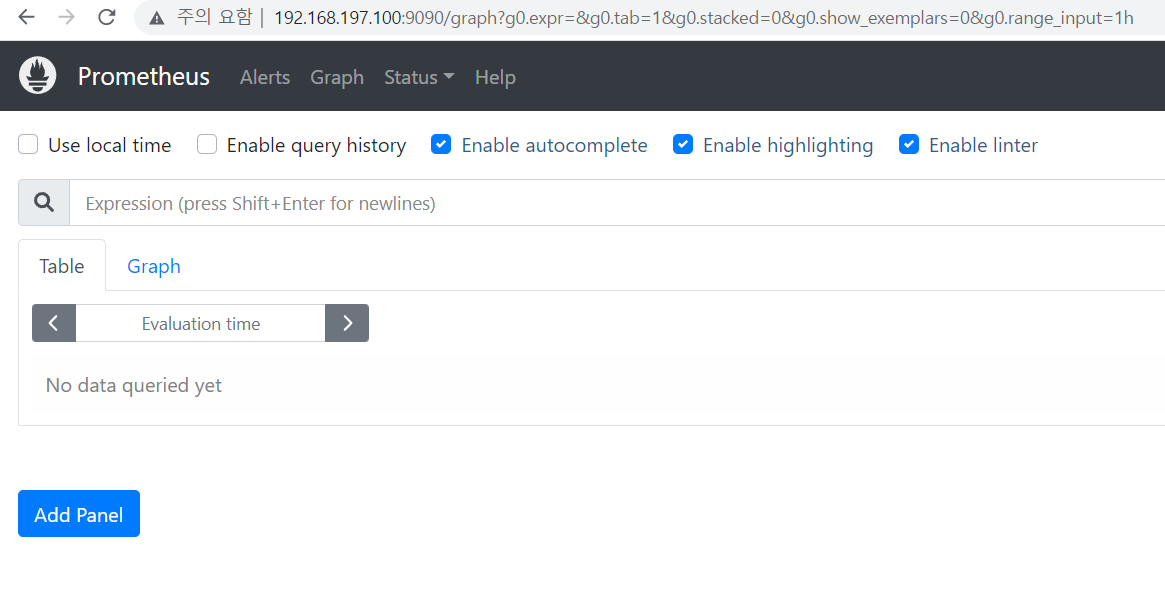 주의 요함 | 192.168.197.100:9090/graph?g0.expr=&g0.tab=1&g0.stacked=0&g0.show_exemplars=0&g0.range_input=1h
Prometheus Alerts Graph Status Help
Use local time Enable query history Enable autocomplete Enable highlighting Enable linter
Expression (press Shift+Enter for newlines)
Table Graph
Evaluation time
No data queried yet
Add Panel